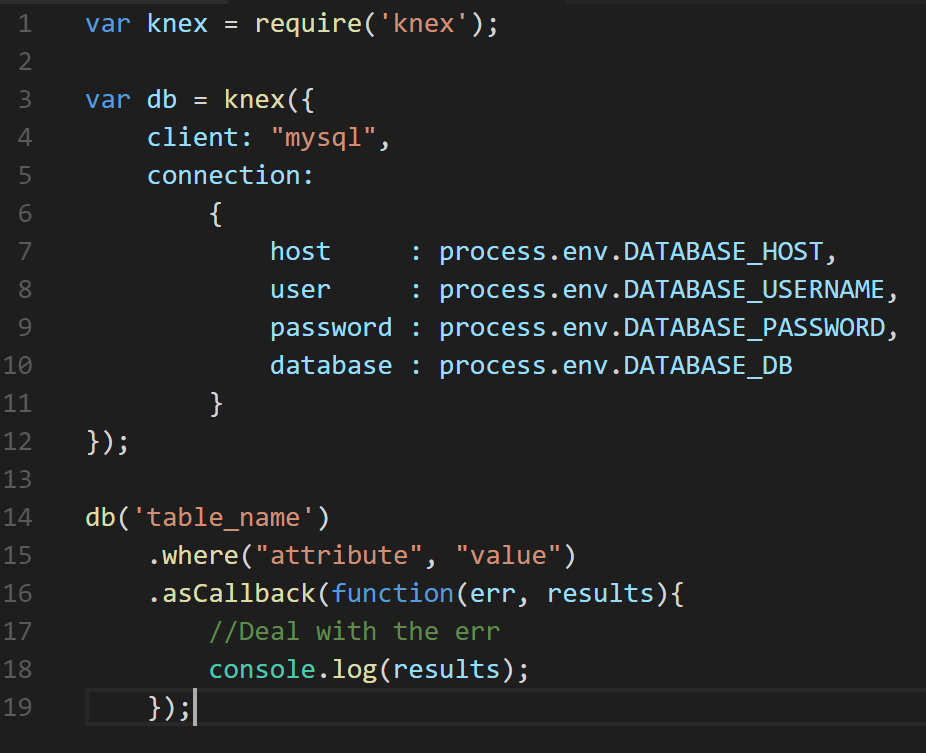 1 var knex = require('knex');
2
3 var db = knex({
4     client: "mysql",
5     connection:
6         {
7             host     : process.env.DATABASE_HOST,
8             user     : process.env.DATABASE_USERNAME,
9             password : process.env.DATABASE_PASSWORD,
10             database : process.env.DATABASE_DB
11         }
12 });
13
14 db('table_name')
15     .where("attribute", "value")
16     .asCallback(function(err, results){
17         //Deal with the err
18         console.log(results);
19     });